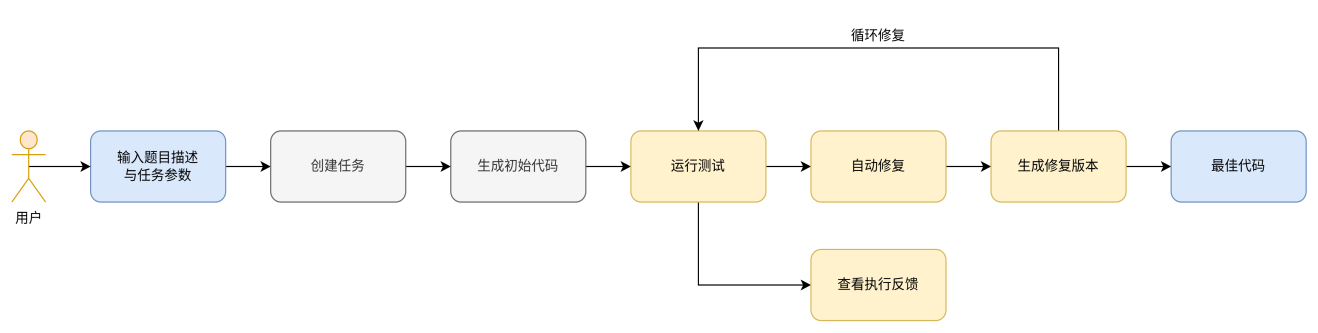 循环修复
输入题目描述
与任务参数
创建任务
生成初始代码
运行测试
自动修复
生成修复版本
最佳代码
用户
查看执行反馈